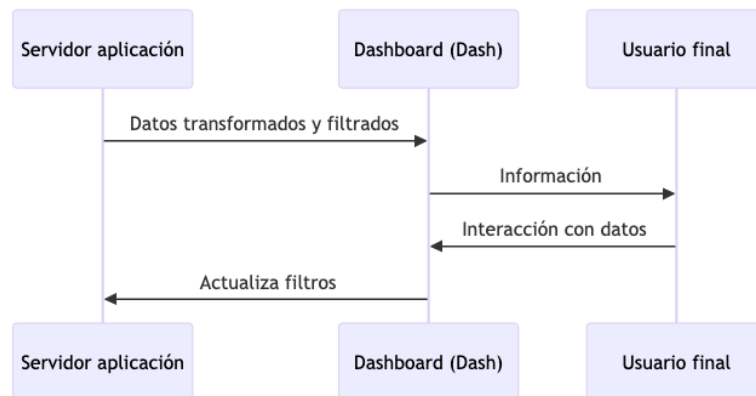 Servidor aplicación
Dashboard (Dash)
Usuario final
Datos transformados y filtrados
Información
Interacción con datos
Actualiza filtros
Servidor aplicación
Dashboard (Dash)
Usuario final